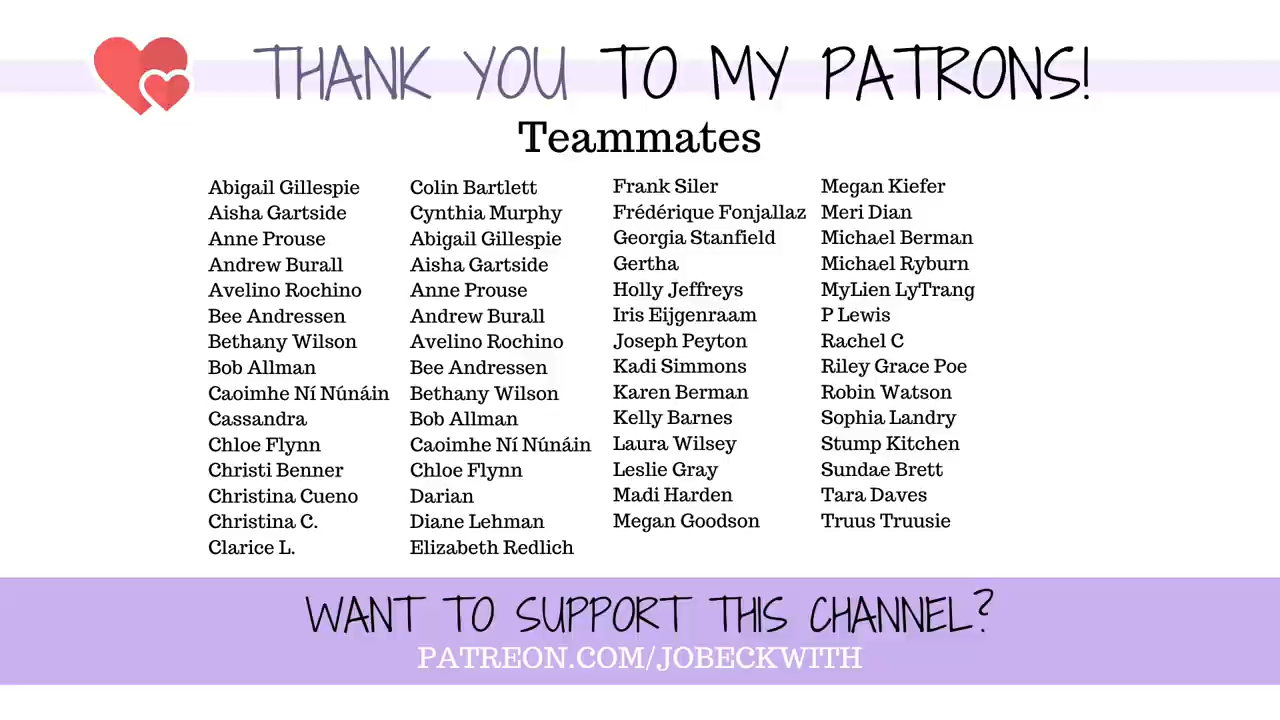 THANK YOU TO MY PATRONS!
Teammates
Abigail Gillespie
Aisha Gartside
Anne Prouse
Andrew Burall
Avelino Rochino
Bee Andressen
Bethany Wilson
Bob Allman
Caoimhe Ní Núnáin
Cassandra
Chloe Flynn
Christi Benner
Christina Cueno
Christina C.
Clarice L.
Colin Bartlett
Cynthia Murphy
Abigail Gillespie
Aisha Gartside
Anne Prouse
Andrew Burall
Avelino Rochino
Bee Andressen
Bethany Wilson
Bob Allman
Caoimhe Ní Núnáin
Chloe Flynn
Darian
Diane Lehman
Elizabeth Redlich
Frank Siler
Frédérique Fonjallaz
Georgia Stanfield
Gertha
Holly Jeffreys
Iris Eijgenraam
Joseph Peyton
Kadi Simmons
Karen Berman
Kelly Barnes
Laura Wilsey
Leslie Gray
Madi Harden
Megan Goodson
Megan Kiefer
Meri Dian
Michael Berman
Michael Ryburn
MyLien LyTrang
P Lewis
Rachel C
Riley Grace Poe
Robin Watson
Sophia Landry
Stump Kitchen
Sundae Brett
Tara Daves
Truus Truusie
WANT TO SUPPORT THIS CHANNEL?
PATREON.COM/JOBECKWITH